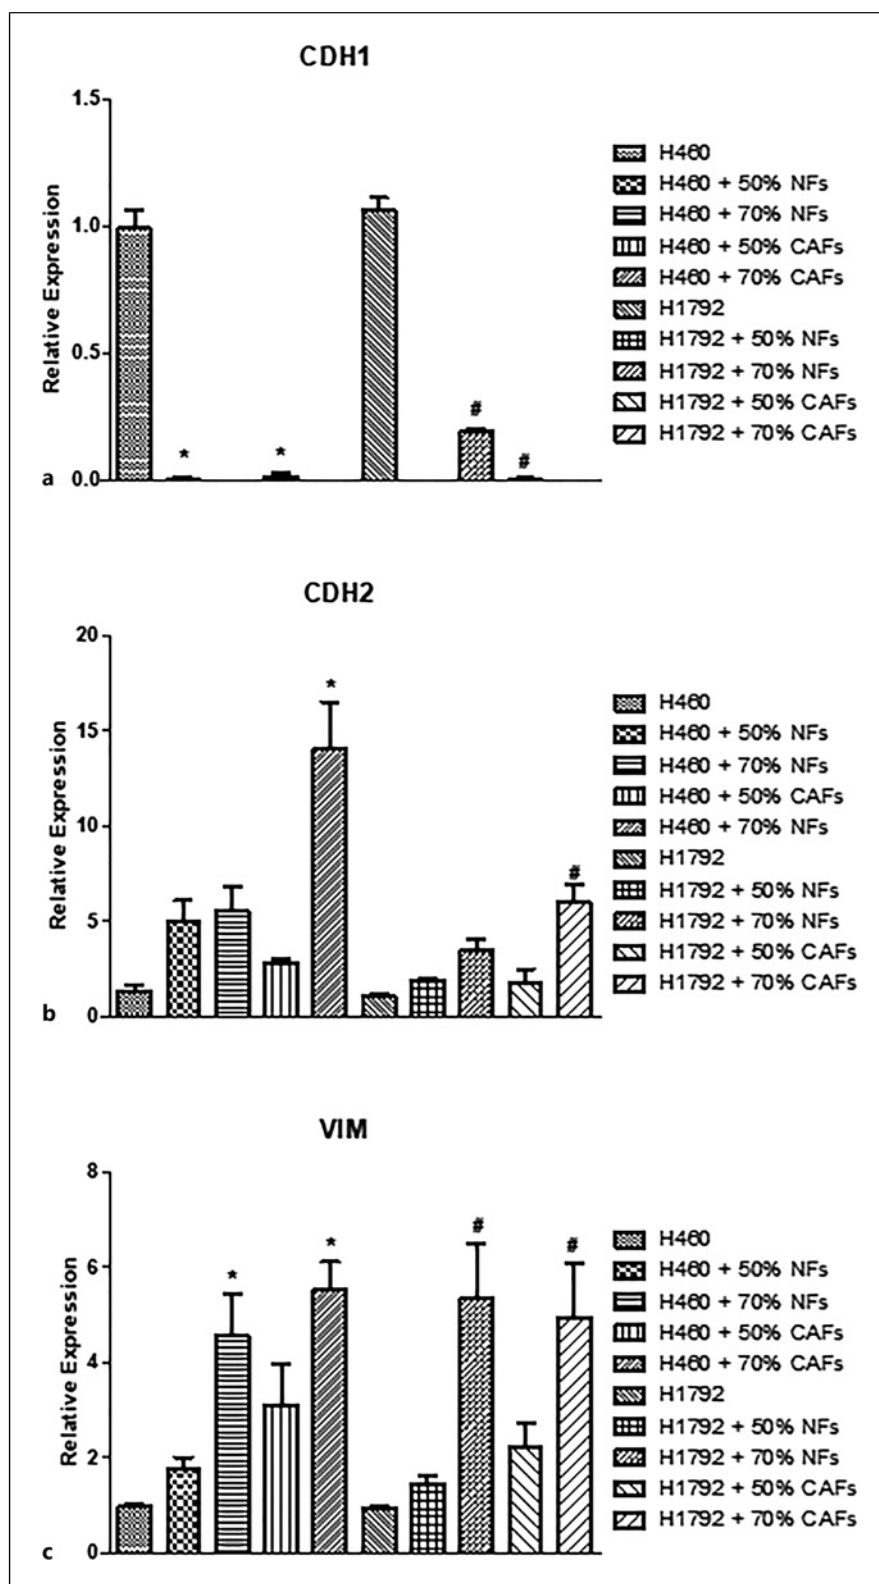 CDH1
1.5
1.0
0.5
0.0
Relative Expression
*
*
#
#
H460
H460 + 50% NFs
H460 + 70% NFs
H460 + 50% CAFs
H460 + 70% CAFs
H1792
H1792 + 50% NFs
H1792 + 70% NFs
H1792 + 50% CAFs
H1792 + 70% CAFs
a
CDH2
20
15
10
5
0
Relative Expression
*
#
H460
H460 + 50% NFs
H460 + 70% NFs
H460 + 50% CAFs
H460 + 70% NFs
H1792
H1792 + 50% NFs
H1792 + 70% NFs
H1792 + 50% CAFs
H1792 + 70% CAFs
b
VIM
8
6
4
2
0
Relative Expression
*
*
#
#
H460
H460 + 50% NFs
H460 + 70% NFs
H460 + 50% CAFs
H460 + 70% CAFs
H1792
H1792 + 50% NFs
H1792 + 70% NFs
H1792 + 50% CAFs
H1792 + 70% CAFs
c